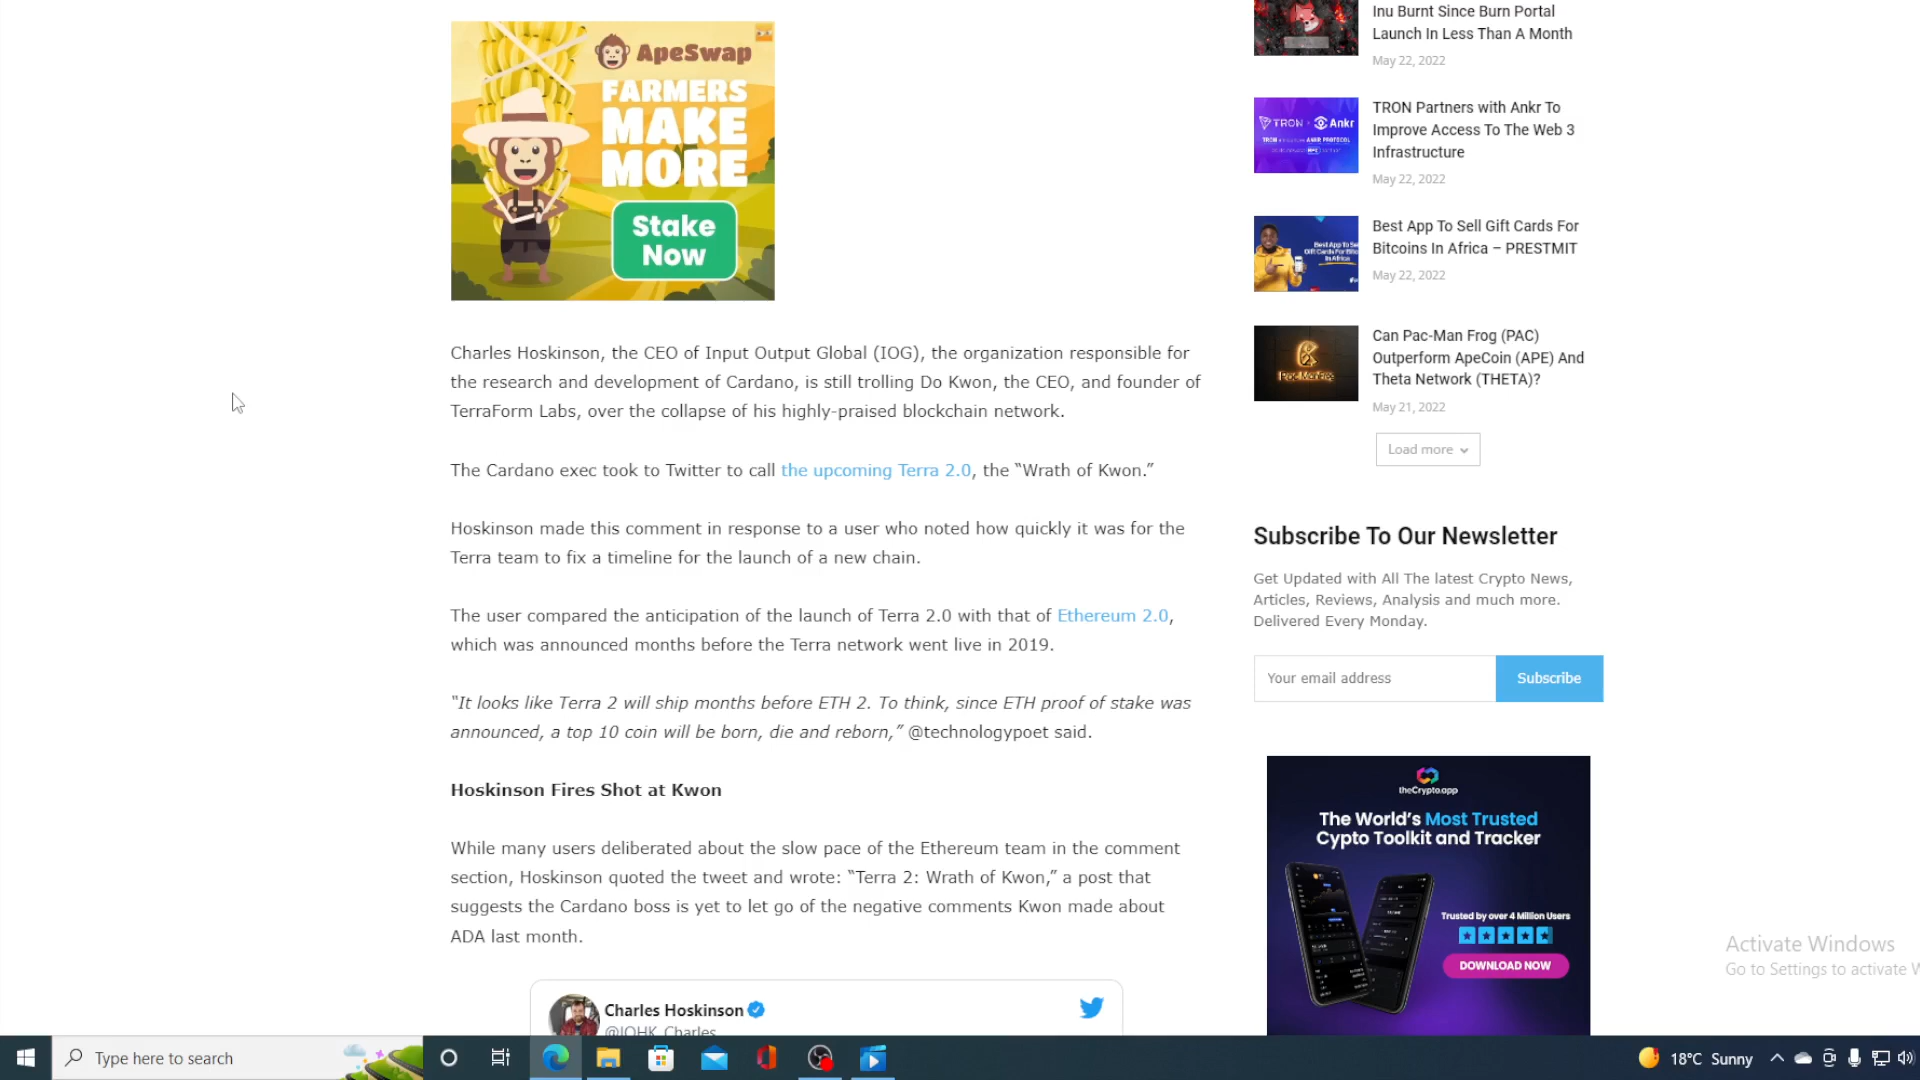 ApeSwap
FARMERS
MAKE
MORE
Stake
Now
Charles Hoskinson, the CEO of Input Output Global (IOG), the organization responsible for
the research and development of Cardano, is still trolling Do Kwon, the CEO, and founder of
TerraForm Labs, over the collapse of his highly-praised blockchain network.
The Cardano exec took to Twitter to call the upcoming Terra 2.0, the “Wrath of Kwon.”
Hoskinson made this comment in response to a user who noted how quickly it was for the
Terra team to fix a timeline for the launch of a new chain.
The user compared the anticipation of the launch of Terra 2.0 with that of Ethereum 2.0,
which was announced months before the Terra network went live in 2019.
“It looks like Terra 2 will ship months before ETH 2. To think, since ETH proof of stake was
announced, a top 10 coin will be born, die and reborn,” @technologypoet said.
Hoskinson Fires Shot at Kwon
While many users deliberated about the slow pace of the Ethereum team in the comment
section, Hoskinson quoted the tweet and wrote: “Terra 2: Wrath of Kwon,” a post that
suggests the Cardano boss is yet to let go of the negative comments Kwon made about
ADA last month.
Charles Hoskinson
@IOHK_Charles
Inu Burnt Since Burn Portal
Launch In Less Than A Month
May 22, 2022
TRON Ankr
TRON Partners with Ankr To
Improve Access To The Web 3
Infrastructure
May 22, 2022
Best App To Sell Gift Cards For
Bitcoins In Africa – PRESTMIT
May 22, 2022
Pac ManFrog
Can Pac-Man Frog (PAC)
Outperform ApeCoin (APE) And
Theta Network (THETA)?
May 21, 2022
Load more
Subscribe To Our Newsletter
Get Updated with All The latest Crypto News,
Articles, Reviews, Analysis and much more.
Delivered Every Monday.
Your email address
Subscribe
theCrypto.app
The World's Most Trusted
Cypto Toolkit and Tracker
Trusted by over 4 Million Users
DOWNLOAD NOW
Activate Windows
Go to Settings to activate W
Type here to search
18°C Sunny